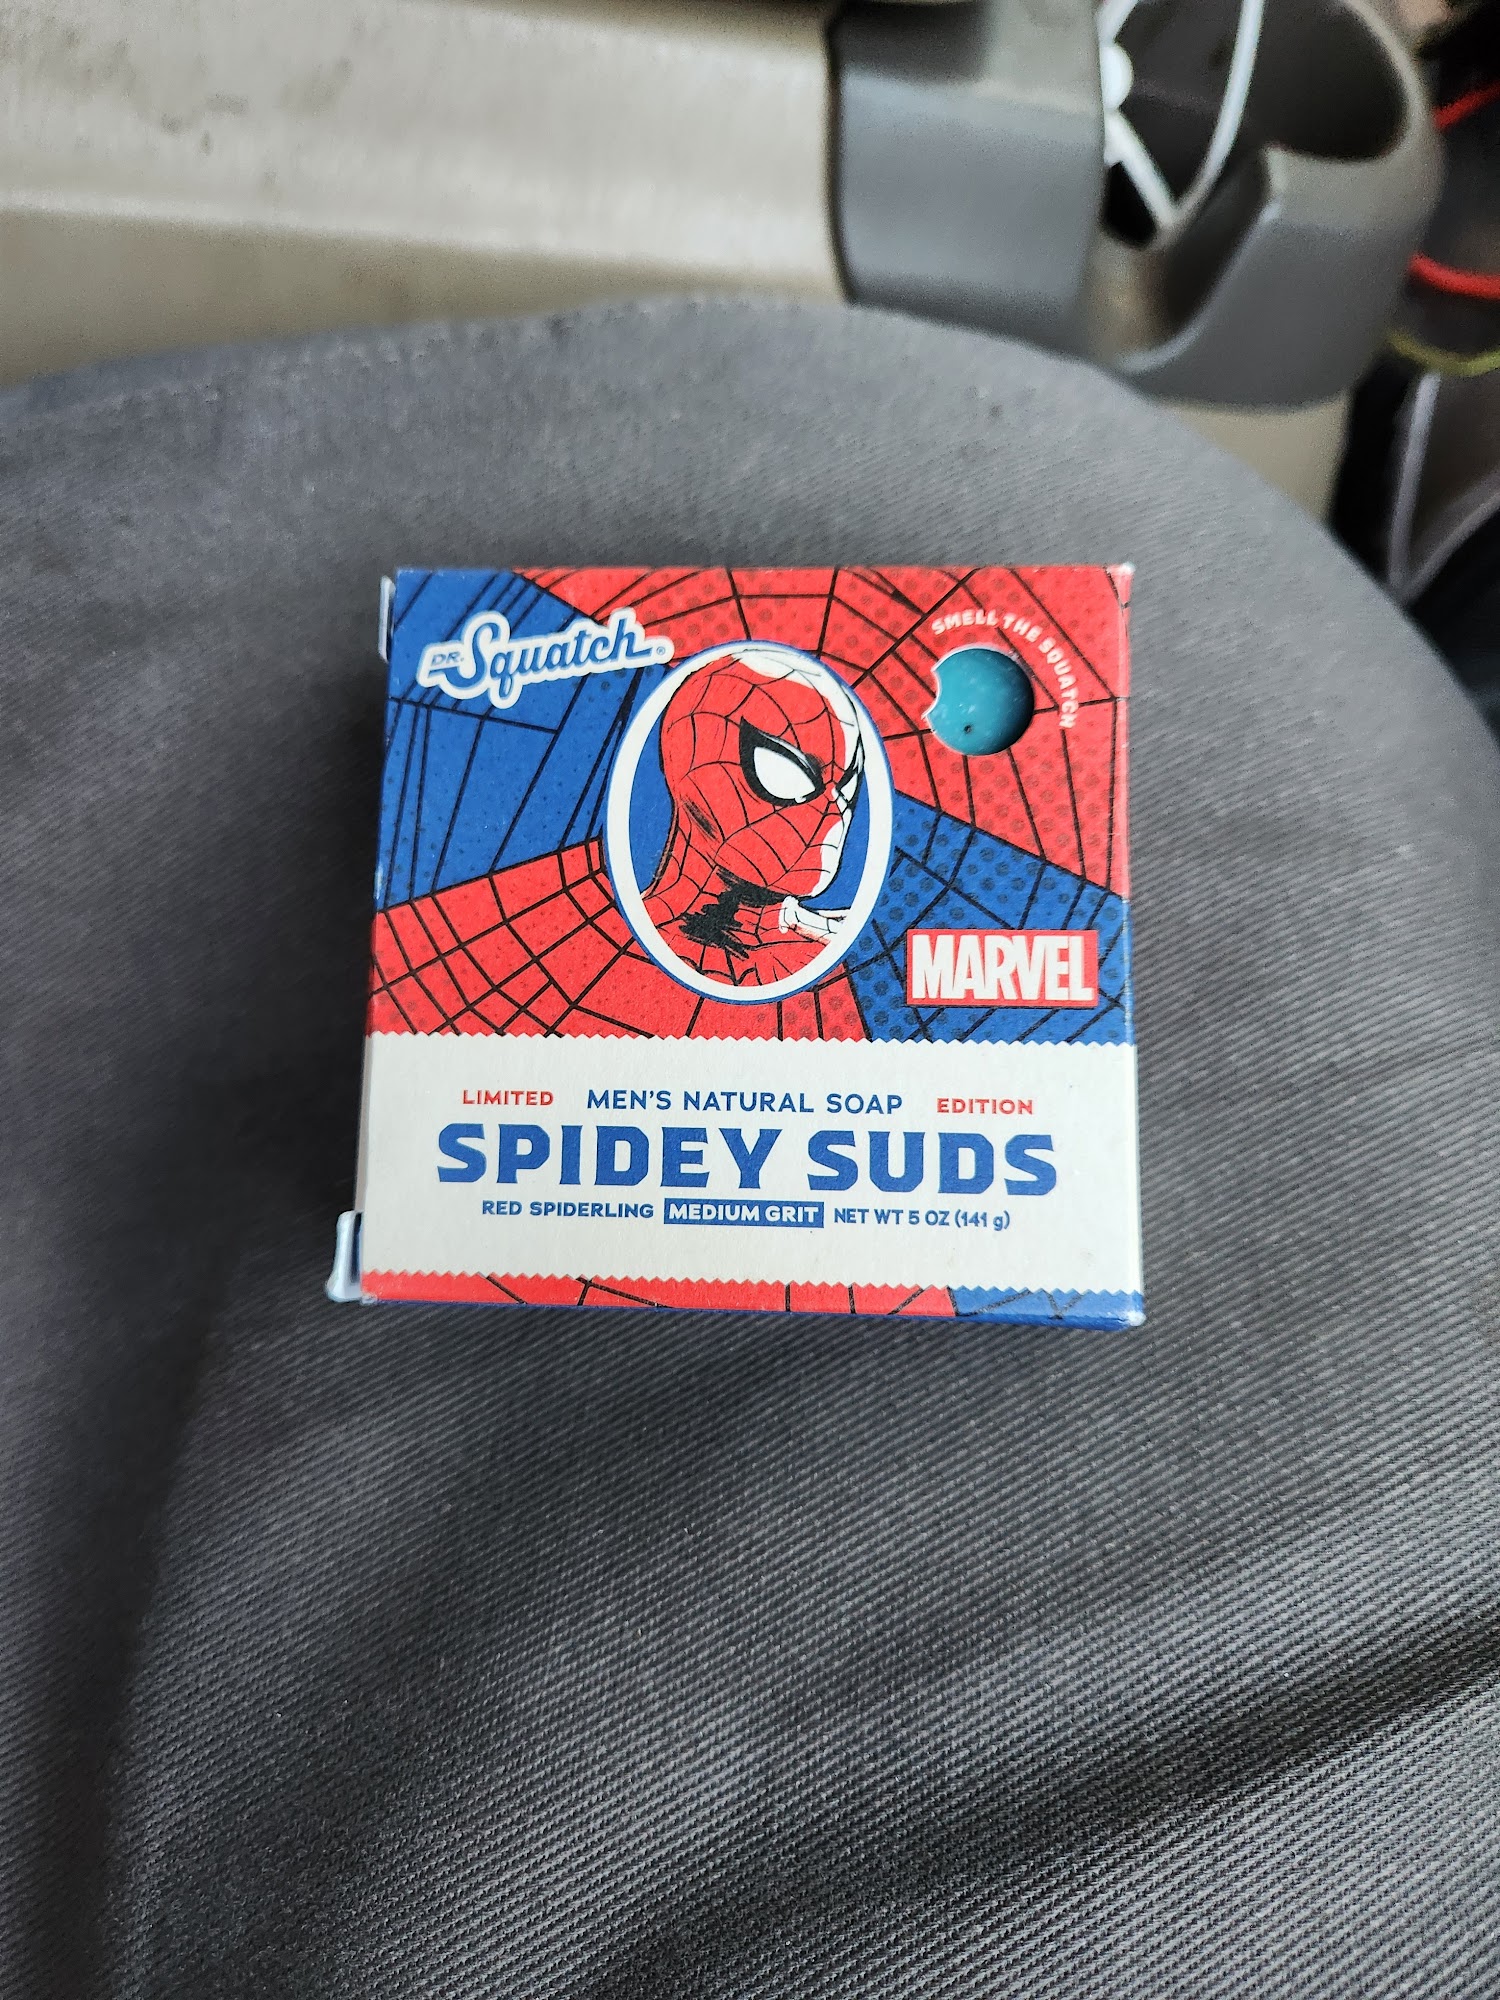 DR. Squatch®
SMELL THE SQUATCH
MARVEL
LIMITED MEN'S NATURAL SOAP EDITION
SPIDEY SUDS
RED SPIDERLING MEDIUM GRIT NET WT 5 OZ (141 g)